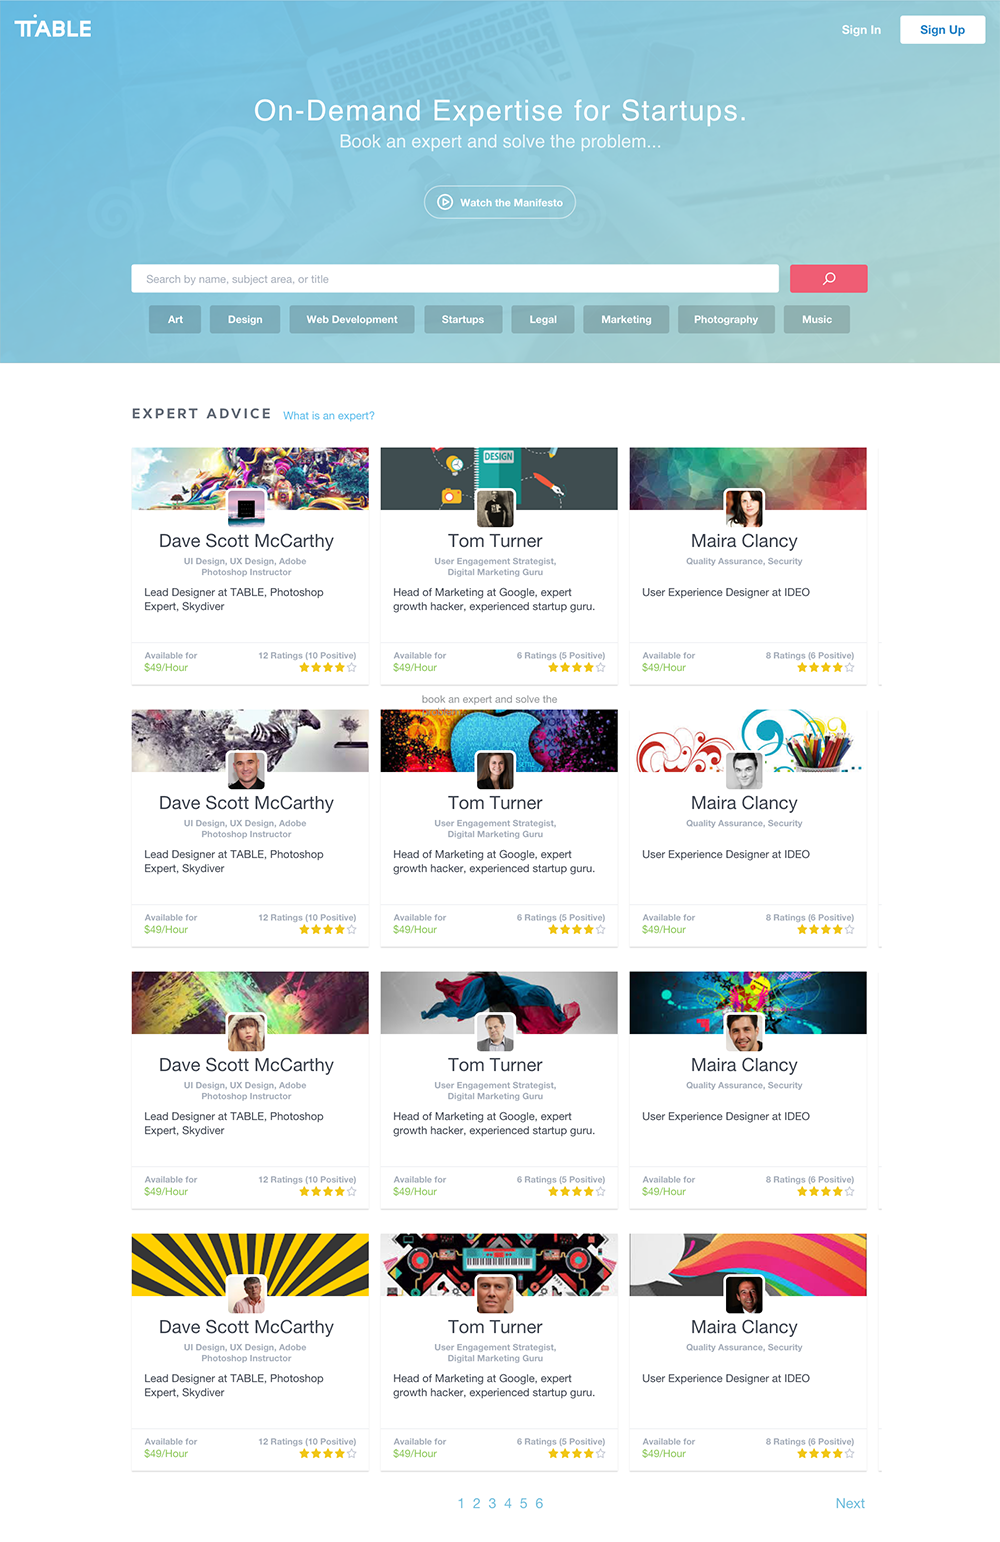 TABLE
Sign In
Sign Up
On-Demand Expertise for Startups.
Book an expert and solve the problem...
Watch the Manifesto
Search by name, subject area, or title
Art
Design
Web Development
Startups
Legal
Marketing
Photography
Music
EXPERT ADVICE
What is an expert?
DESIGN
Dave Scott McCarthy
UI Design, UX Design, Adobe
Photoshop Instructor
Lead Designer at TABLE, Photoshop
Expert, Skydiver
Available for
12 Ratings (10 Positive)
$49/Hour
Tom Turner
User Engagement Strategist,
Digital Marketing Guru
Head of Marketing at Google, expert
growth hacker, experienced startup guru.
Available for
6 Ratings (5 Positive)
$49/Hour
Maira Clancy
Quality Assurance, Security
User Experience Designer at IDEO
Available for
8 Ratings (6 Positive)
$49/Hour
book an expert and solve the
Dave Scott McCarthy
UI Design, UX Design, Adobe
Photoshop Instructor
Lead Designer at TABLE, Photoshop
Expert, Skydiver
Available for
12 Ratings (10 Positive)
$49/Hour
Tom Turner
User Engagement Strategist,
Digital Marketing Guru
Head of Marketing at Google, expert
growth hacker, experienced startup guru.
Available for
6 Ratings (5 Positive)
$49/Hour
Maira Clancy
Quality Assurance, Security
User Experience Designer at IDEO
Available for
8 Ratings (6 Positive)
$49/Hour
Dave Scott McCarthy
UI Design, UX Design, Adobe
Photoshop Instructor
Lead Designer at TABLE, Photoshop
Expert, Skydiver
Available for
12 Ratings (10 Positive)
$49/Hour
Tom Turner
User Engagement Strategist,
Digital Marketing Guru
Head of Marketing at Google, expert
growth hacker, experienced startup guru.
Available for
6 Ratings (5 Positive)
$49/Hour
Maira Clancy
Quality Assurance, Security
User Experience Designer at IDEO
Available for
8 Ratings (6 Positive)
$49/Hour
Dave Scott McCarthy
UI Design, UX Design, Adobe
Photoshop Instructor
Lead Designer at TABLE, Photoshop
Expert, Skydiver
Available for
12 Ratings (10 Positive)
$49/Hour
Tom Turner
User Engagement Strategist,
Digital Marketing Guru
Head of Marketing at Google, expert
growth hacker, experienced startup guru.
Available for
6 Ratings (5 Positive)
$49/Hour
Maira Clancy
Quality Assurance, Security
User Experience Designer at IDEO
Available for
8 Ratings (6 Positive)
$49/Hour
1 2 3 4 5 6
Next